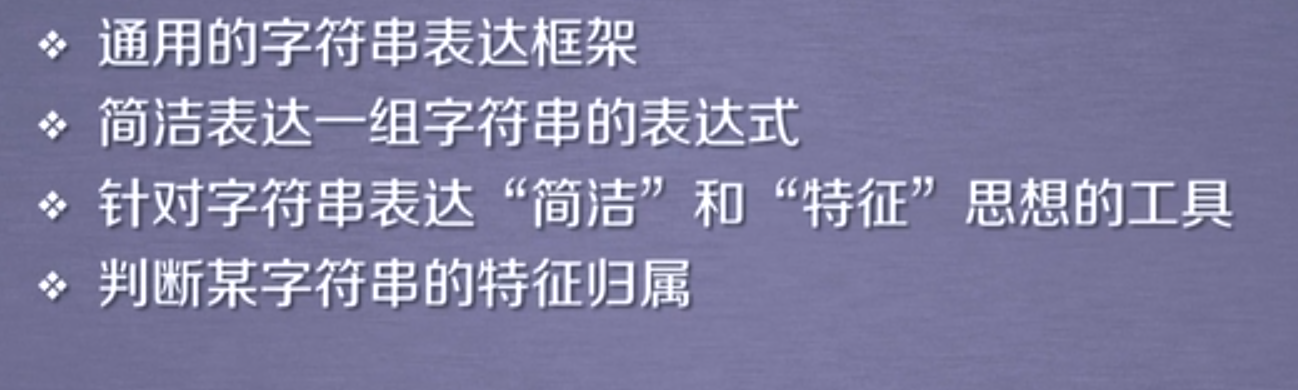 ❖ 通用的字符串表达框架
❖ 简洁表达一组字符串的表达式
❖ 针对字符串表达“简洁”和“特征”思想的工具
❖ 判断某字符串的特征归属